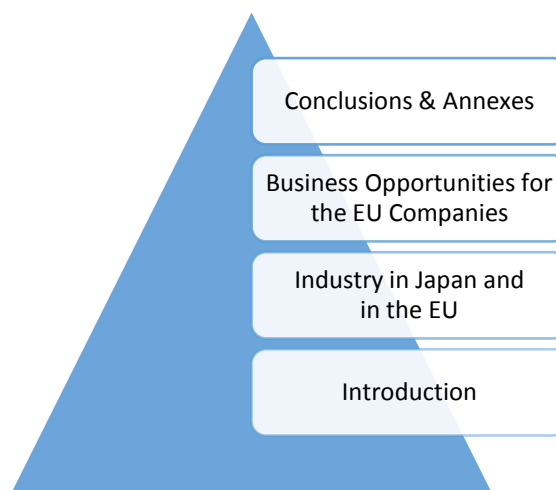 Conclusions & Annexes
Business Opportunities for
the EU Companies
Industry in Japan and
in the EU
Introduction